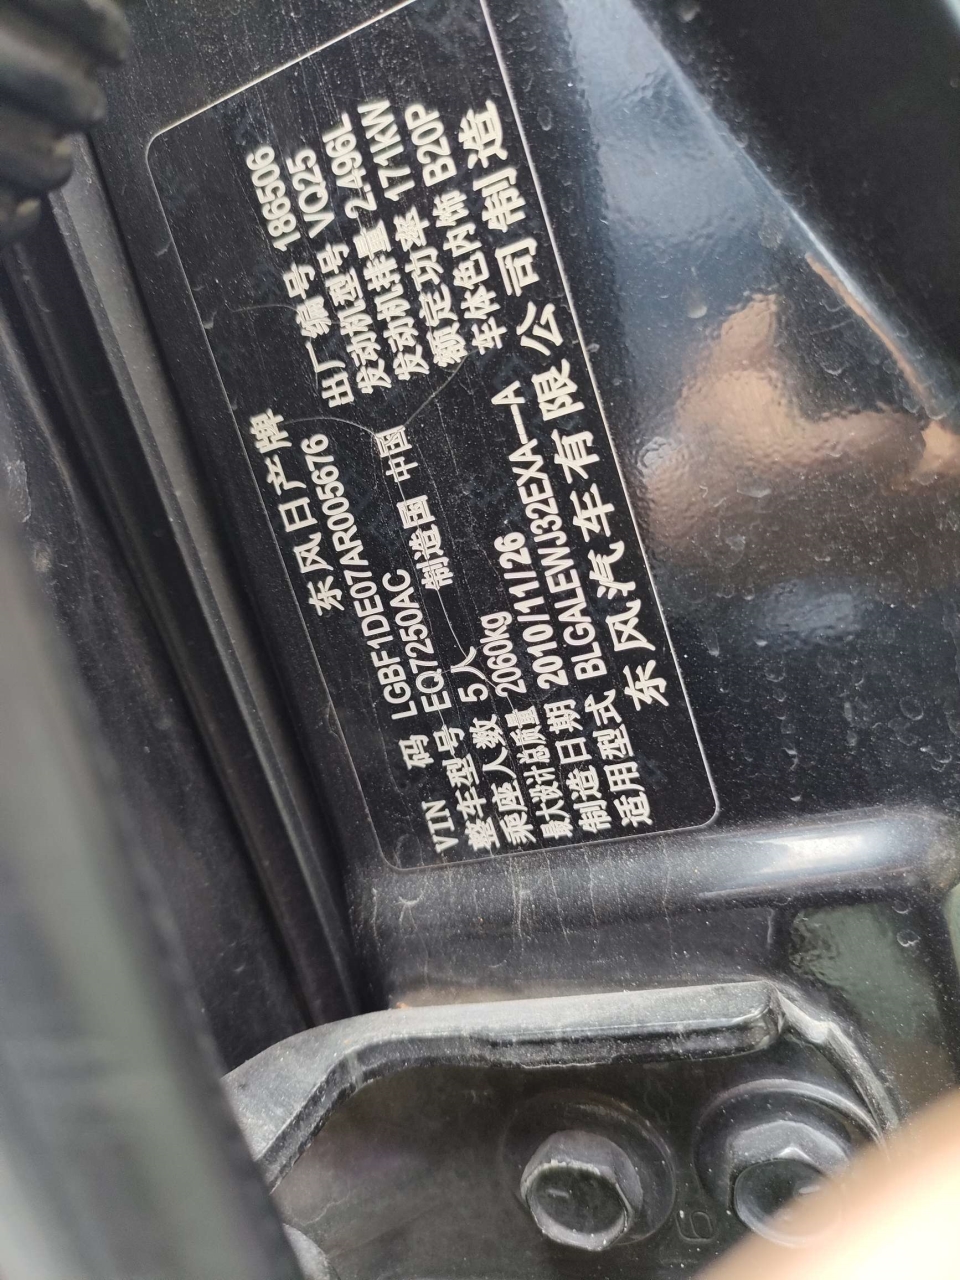 东风日产牌
VIN 码 LGBF1DE07AR005676 出厂编号 186506
整车型号 EQ7250AC 发动机型号 VQ25
乘座人数 5人 制造国 中国 发动机排量 2.496L
最大设计总质量 2060kg 额定功率 171KW
制造日期 2010/11/26 车体色内饰 B20P
适用型式 BLGALEWJ32EXA—A
东风汽车有限公司制造
6